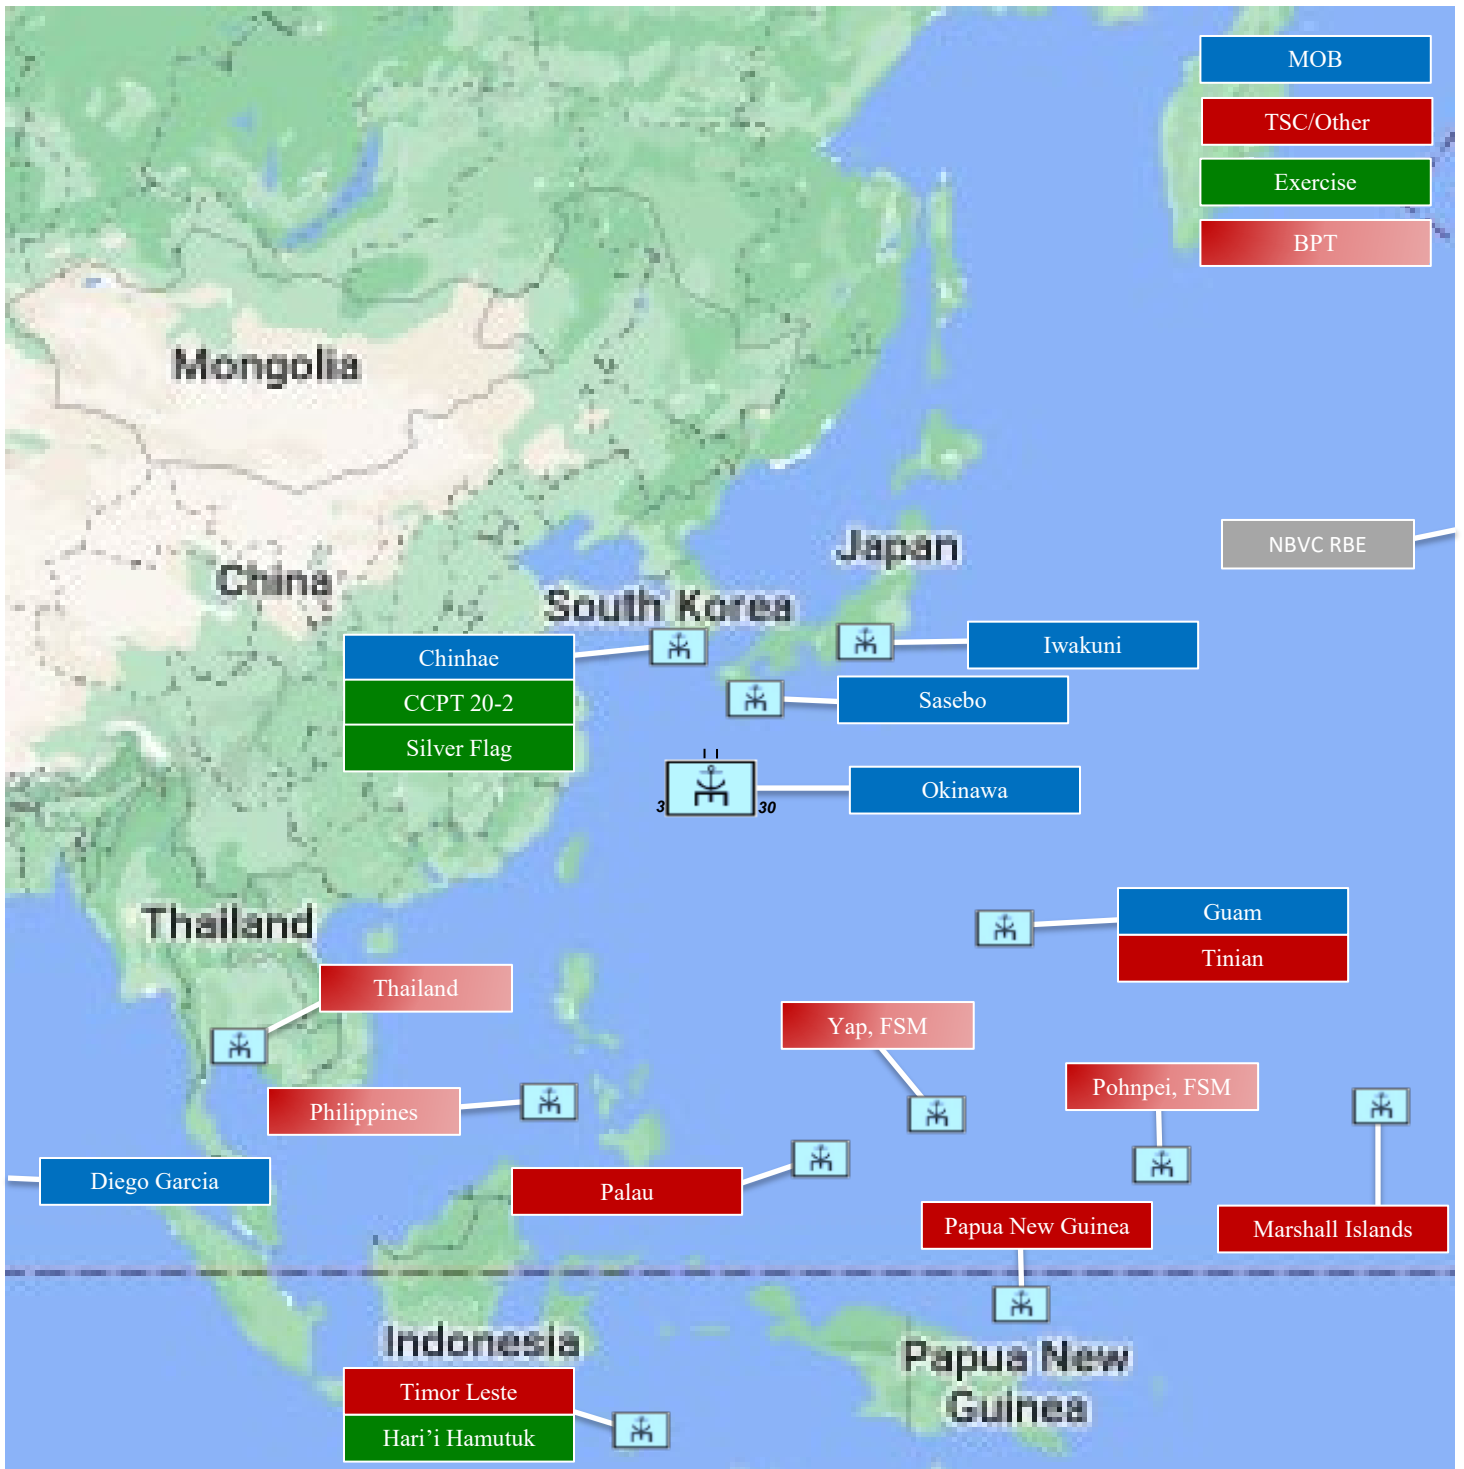 MOB
TSC/Other
Exercise
BPT
Mongolia
NBVC RBE
Japan
China
South Korea
Chinhae
CCPT 20-2
Silver Flag
Iwakuni
Sasebo
3
30
Okinawa
Guam
Tinian
Thailand
Thailand
Yap, FSM
Pohnpei, FSM
Philippines
Diego Garcia
Palau
Papua New Guinea
Marshall Islands
Indonesia
Papua New
Guinea
Timor Leste
Hari’i Hamutuk